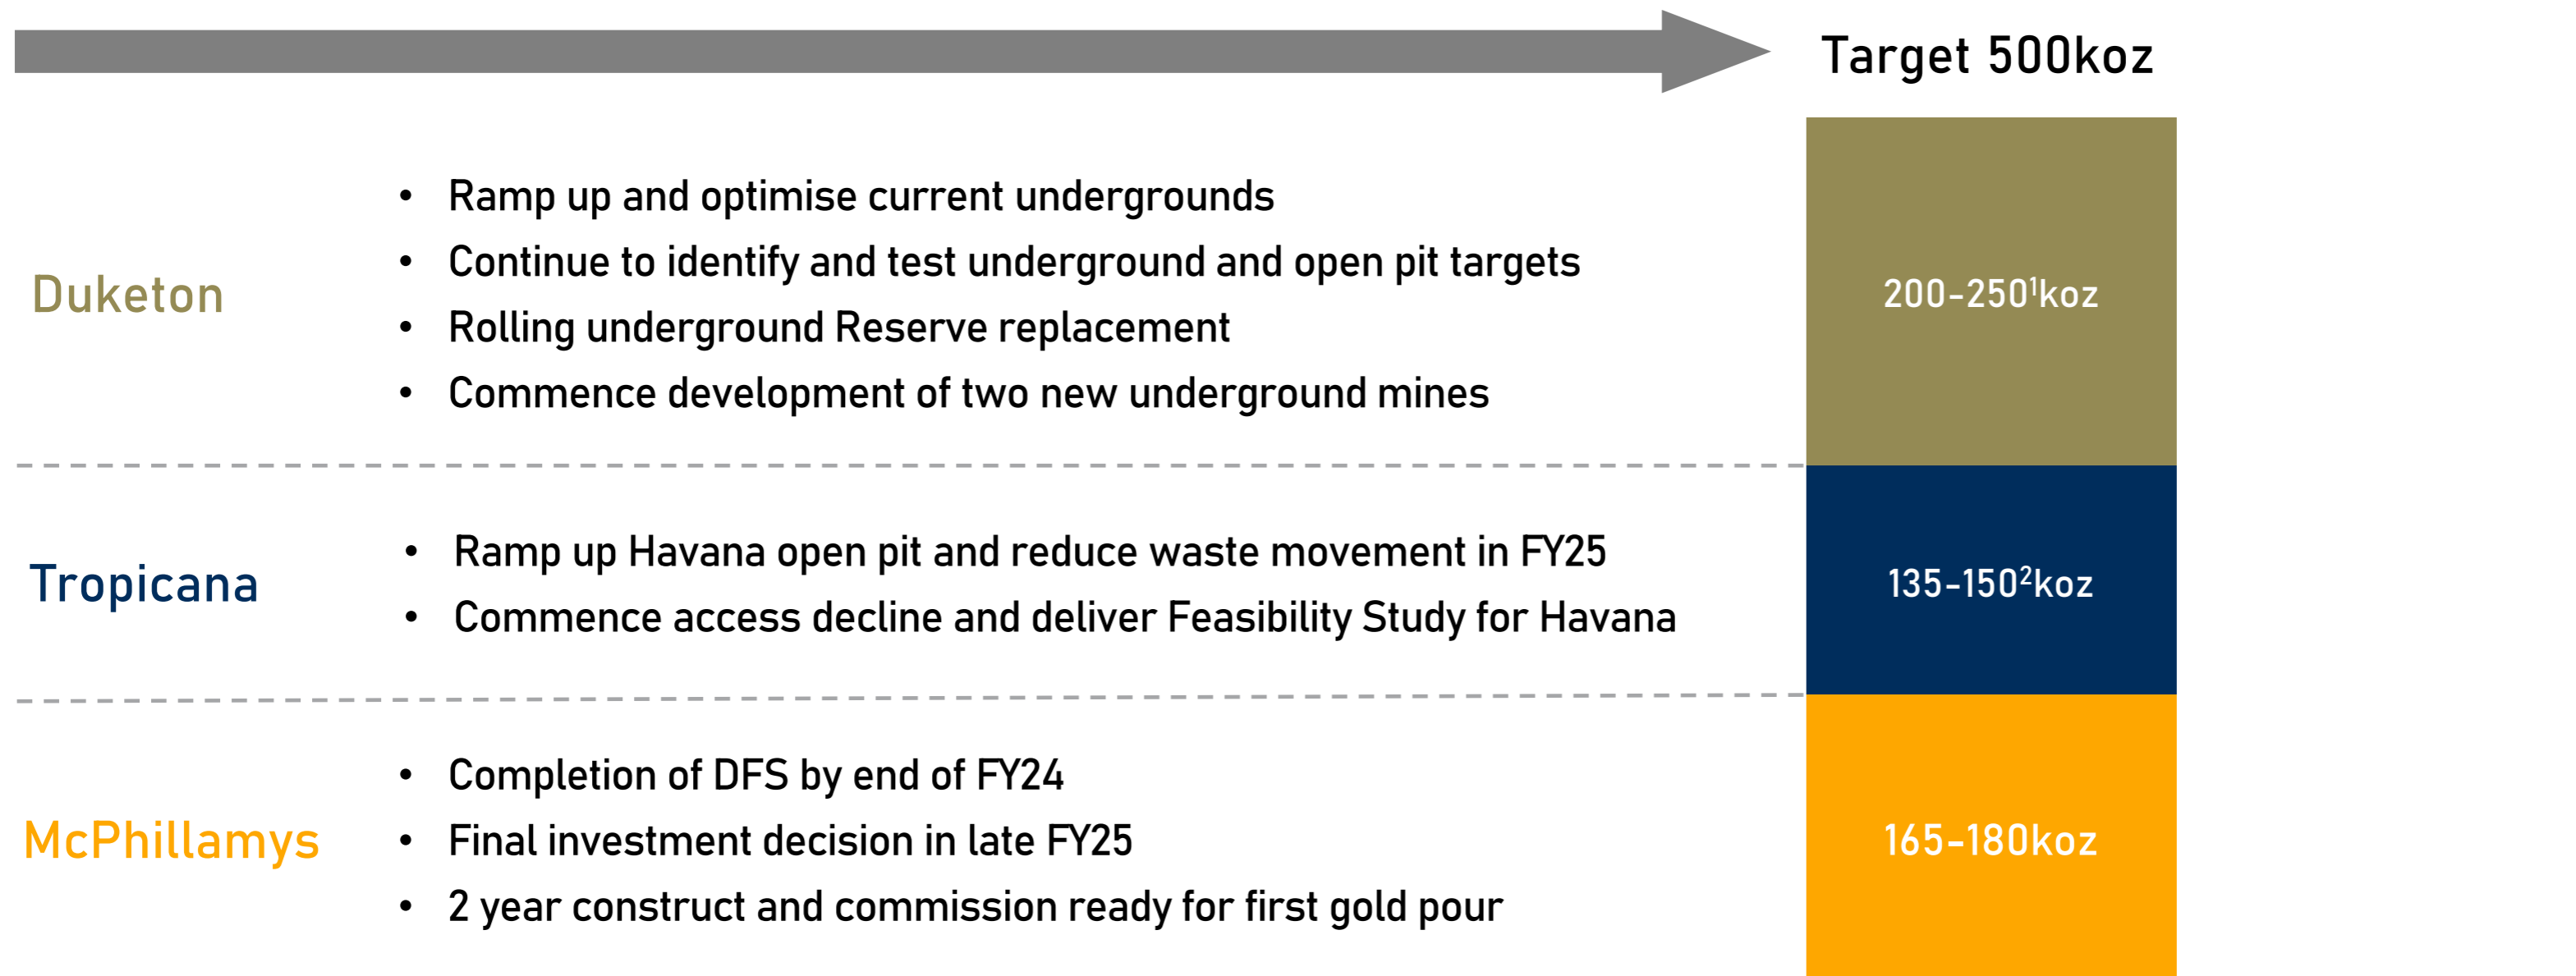 Target 500koz
Duketon
• Ramp up and optimise current undergrounds
• Continue to identify and test underground and open pit targets
• Rolling underground Reserve replacement
• Commence development of two new underground mines
200-250¹koz
Tropicana
• Ramp up Havana open pit and reduce waste movement in FY25
• Commence access decline and deliver Feasibility Study for Havana
135-150²koz
McPhillamys
• Completion of DFS by end of FY24
• Final investment decision in late FY25
• 2 year construct and commission ready for first gold pour
165-180koz